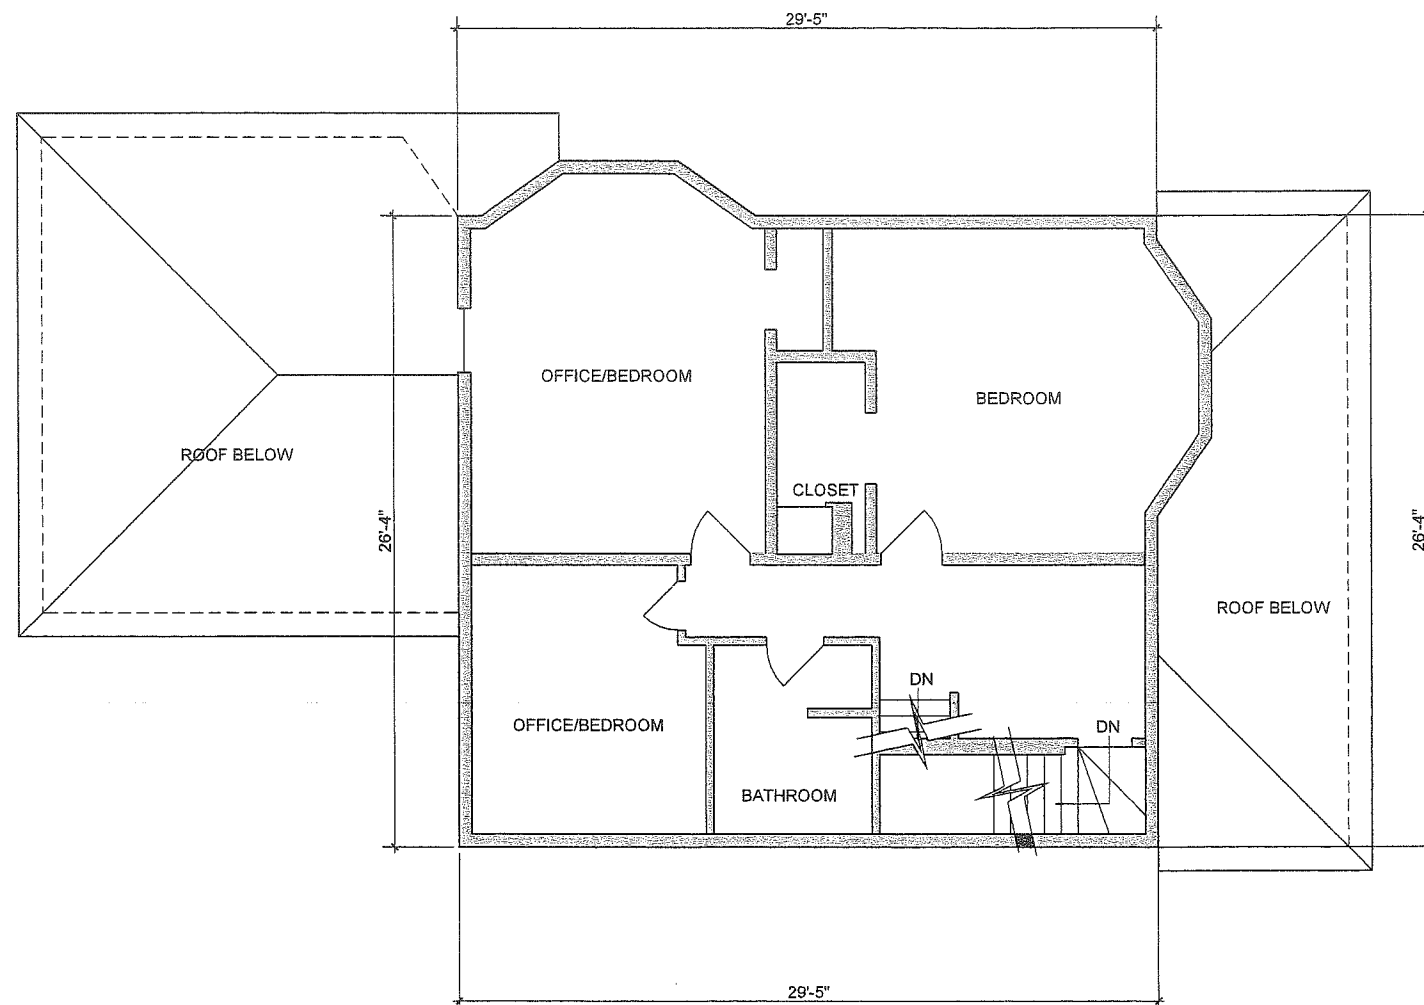 29'-5"
OFFICE/BEDROOM
BEDROOM
ROOF BELOW
CLOSET
26'-4"
26'-4"
ROOF BELOW
DN
OFFICE/BEDROOM
DN
BATHROOM
29'-5"